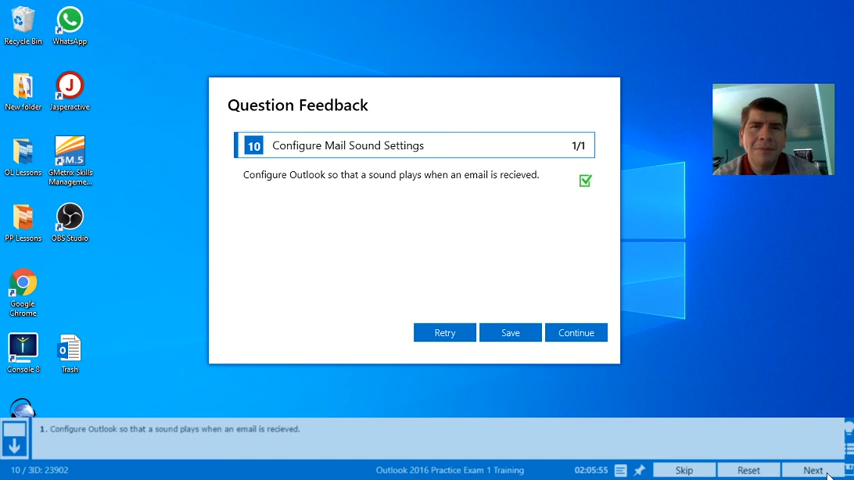 Recycle Bin
WhatsApp
New folder
Jasperactive
OL Lessons
GM.5
GMetrix Skills
Manageme...
PP Lessons
OBS Studio
Google
Chrome
Console 8
Trash
Question Feedback
10 Configure Mail Sound Settings 1/1
Configure Outlook so that a sound plays when an email is recieved.
Retry Save Continue
1. Configure Outlook so that a sound plays when an email is recieved.
10 / 3ID: 23902 Outlook 2016 Practice Exam 1 Training 02:05:55 Skip Reset Next